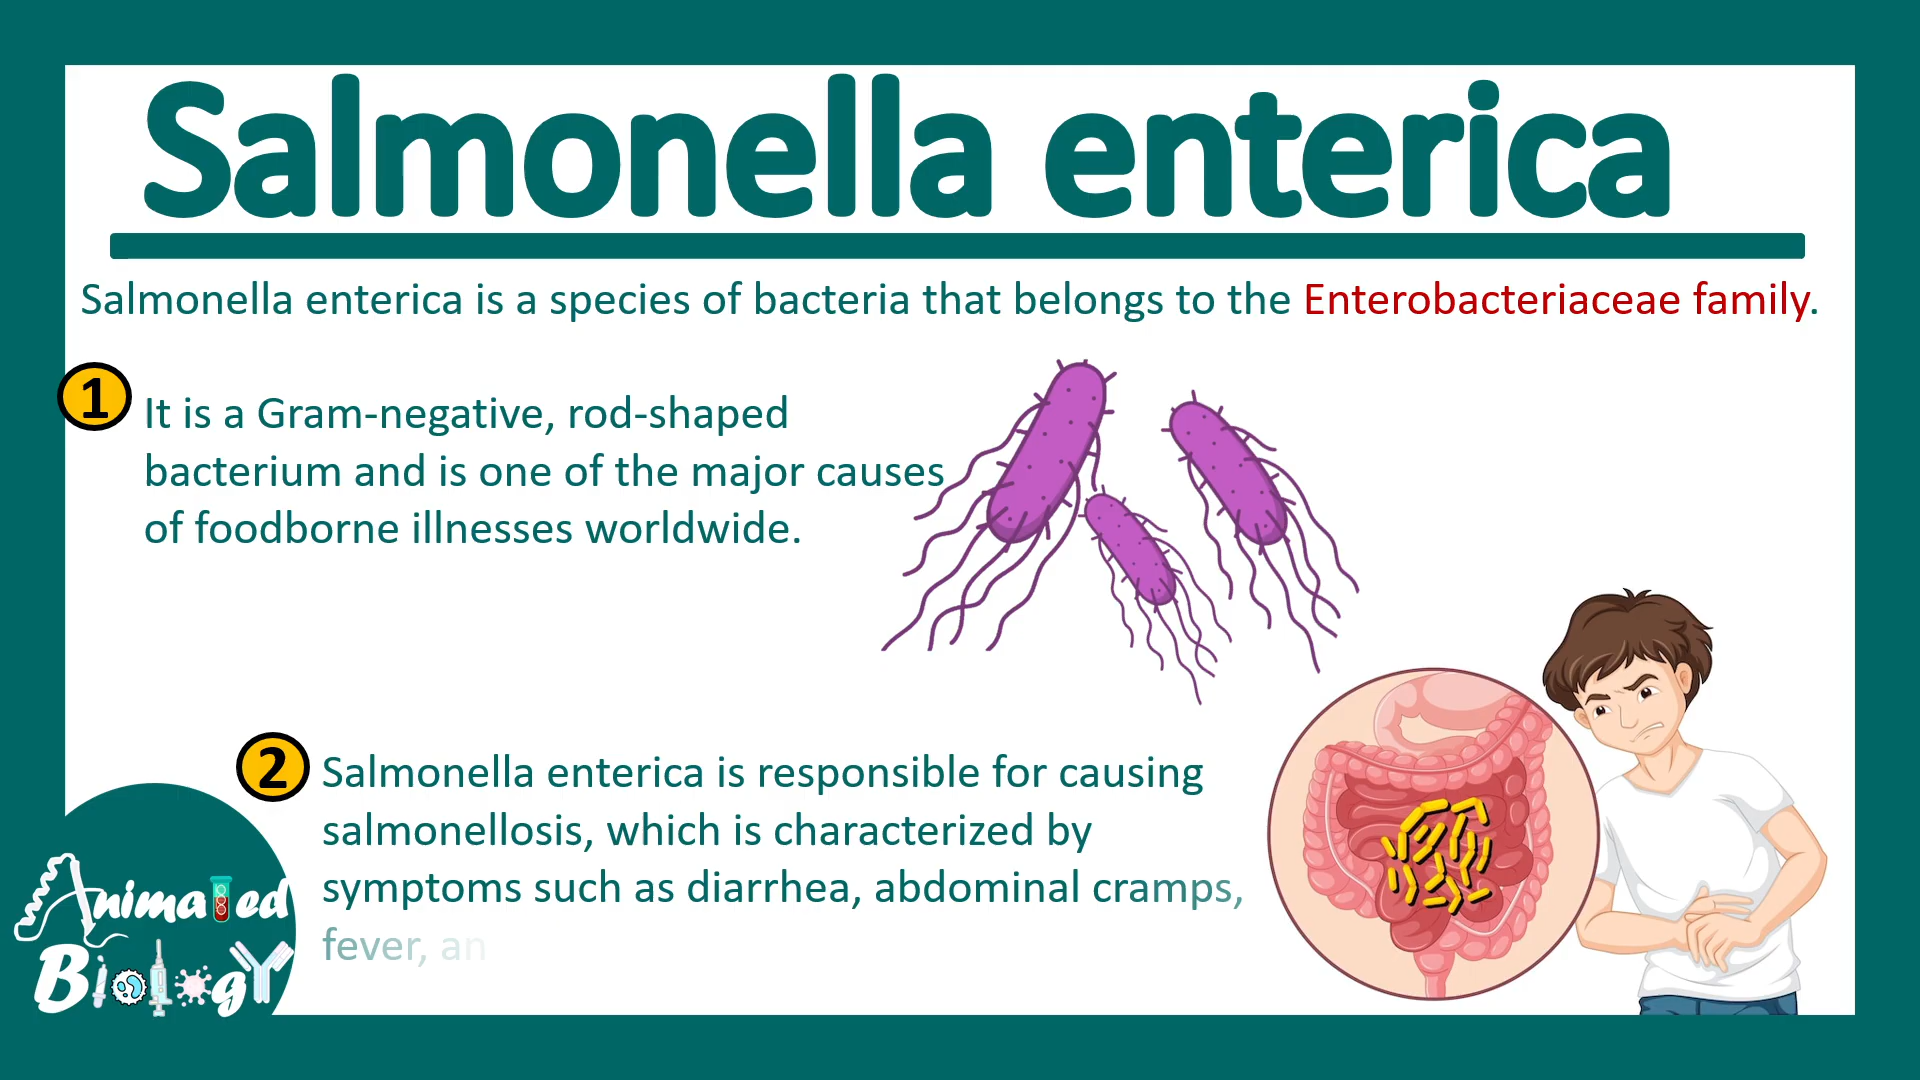 Salmonella enterica
Salmonella enterica is a species of bacteria that belongs to the Enterobacteriaceae family.
1
It is a Gram-negative, rod-shaped
bacterium and is one of the major causes
of foodborne illnesses worldwide.
2
Salmonella enterica is responsible for causing
salmonellosis, which is characterized by
symptoms such as diarrhea, abdominal cramps,
fever, an
Animated
Biology